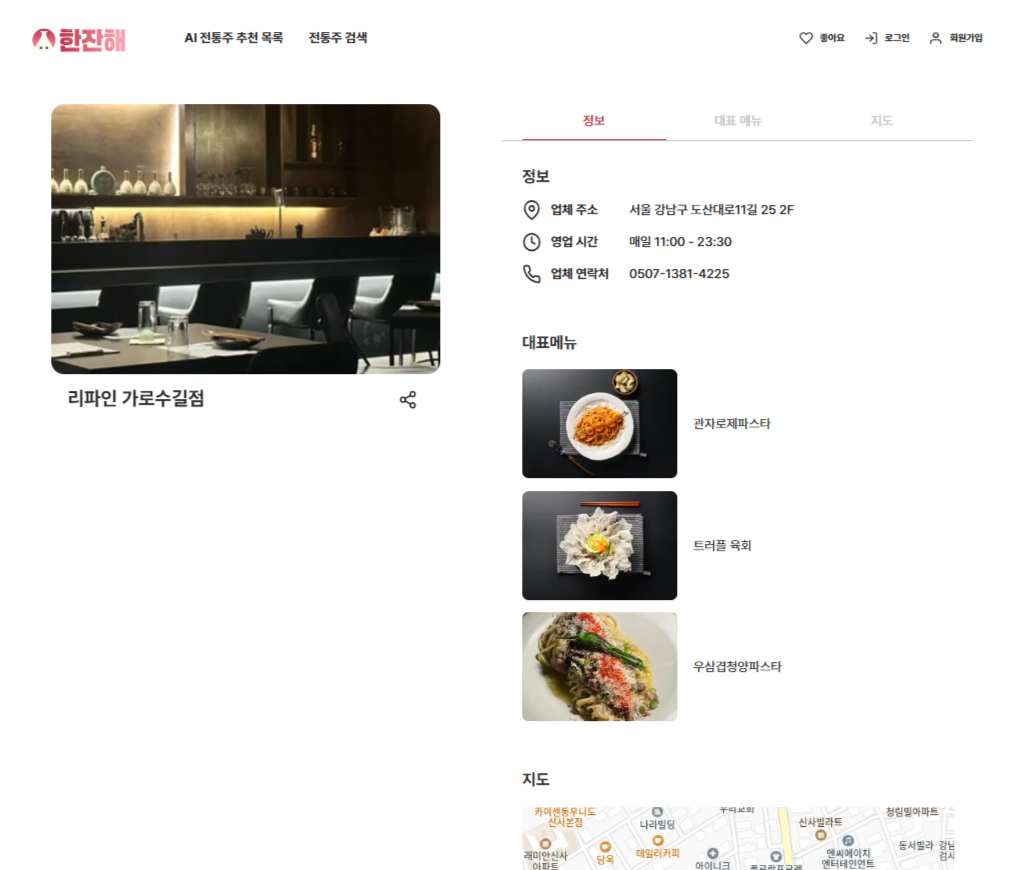 한잔해
AI 전통주 추천 목록
전통주 검색
좋아요
로그인
회원가입
정보
대표 메뉴
지도
정보
업체 주소
서울 강남구 도산대로11길 25 2F
영업 시간
매일 11:00 - 23:30
업체 연락처
0507-1381-4225
리파인 가로수길점
대표메뉴
관자로제파스타
트러플 육회
우삼겹청양파스타
지도
카이센동우니도
신사본점
나라빌딩
우리교회
신사빌라트
청림빌아파트
래미안신사
아파트
당옥
테일러커피
아이니크
엔씨에이치
엔터테인먼트
동서빌라
강남
검사